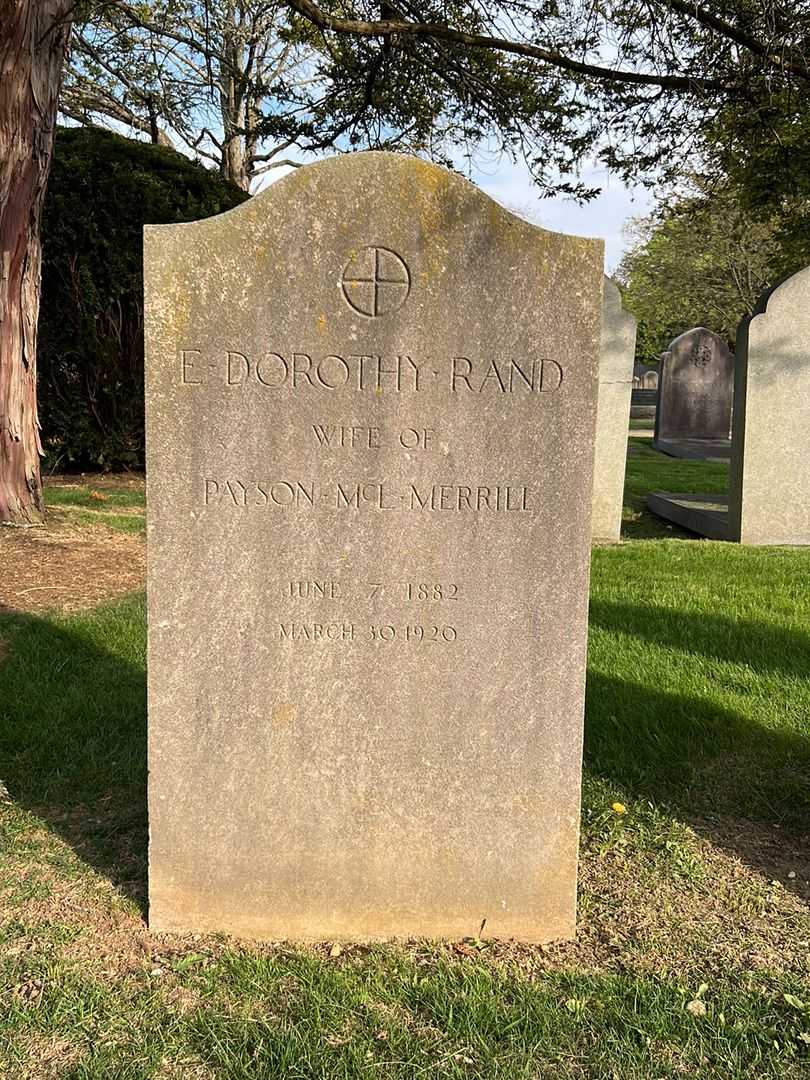 E·DOROTHY·RAND
WIFE OF
PAYSON·McL·MERRILL
JUNE 7 1882
MARCH 30 1920